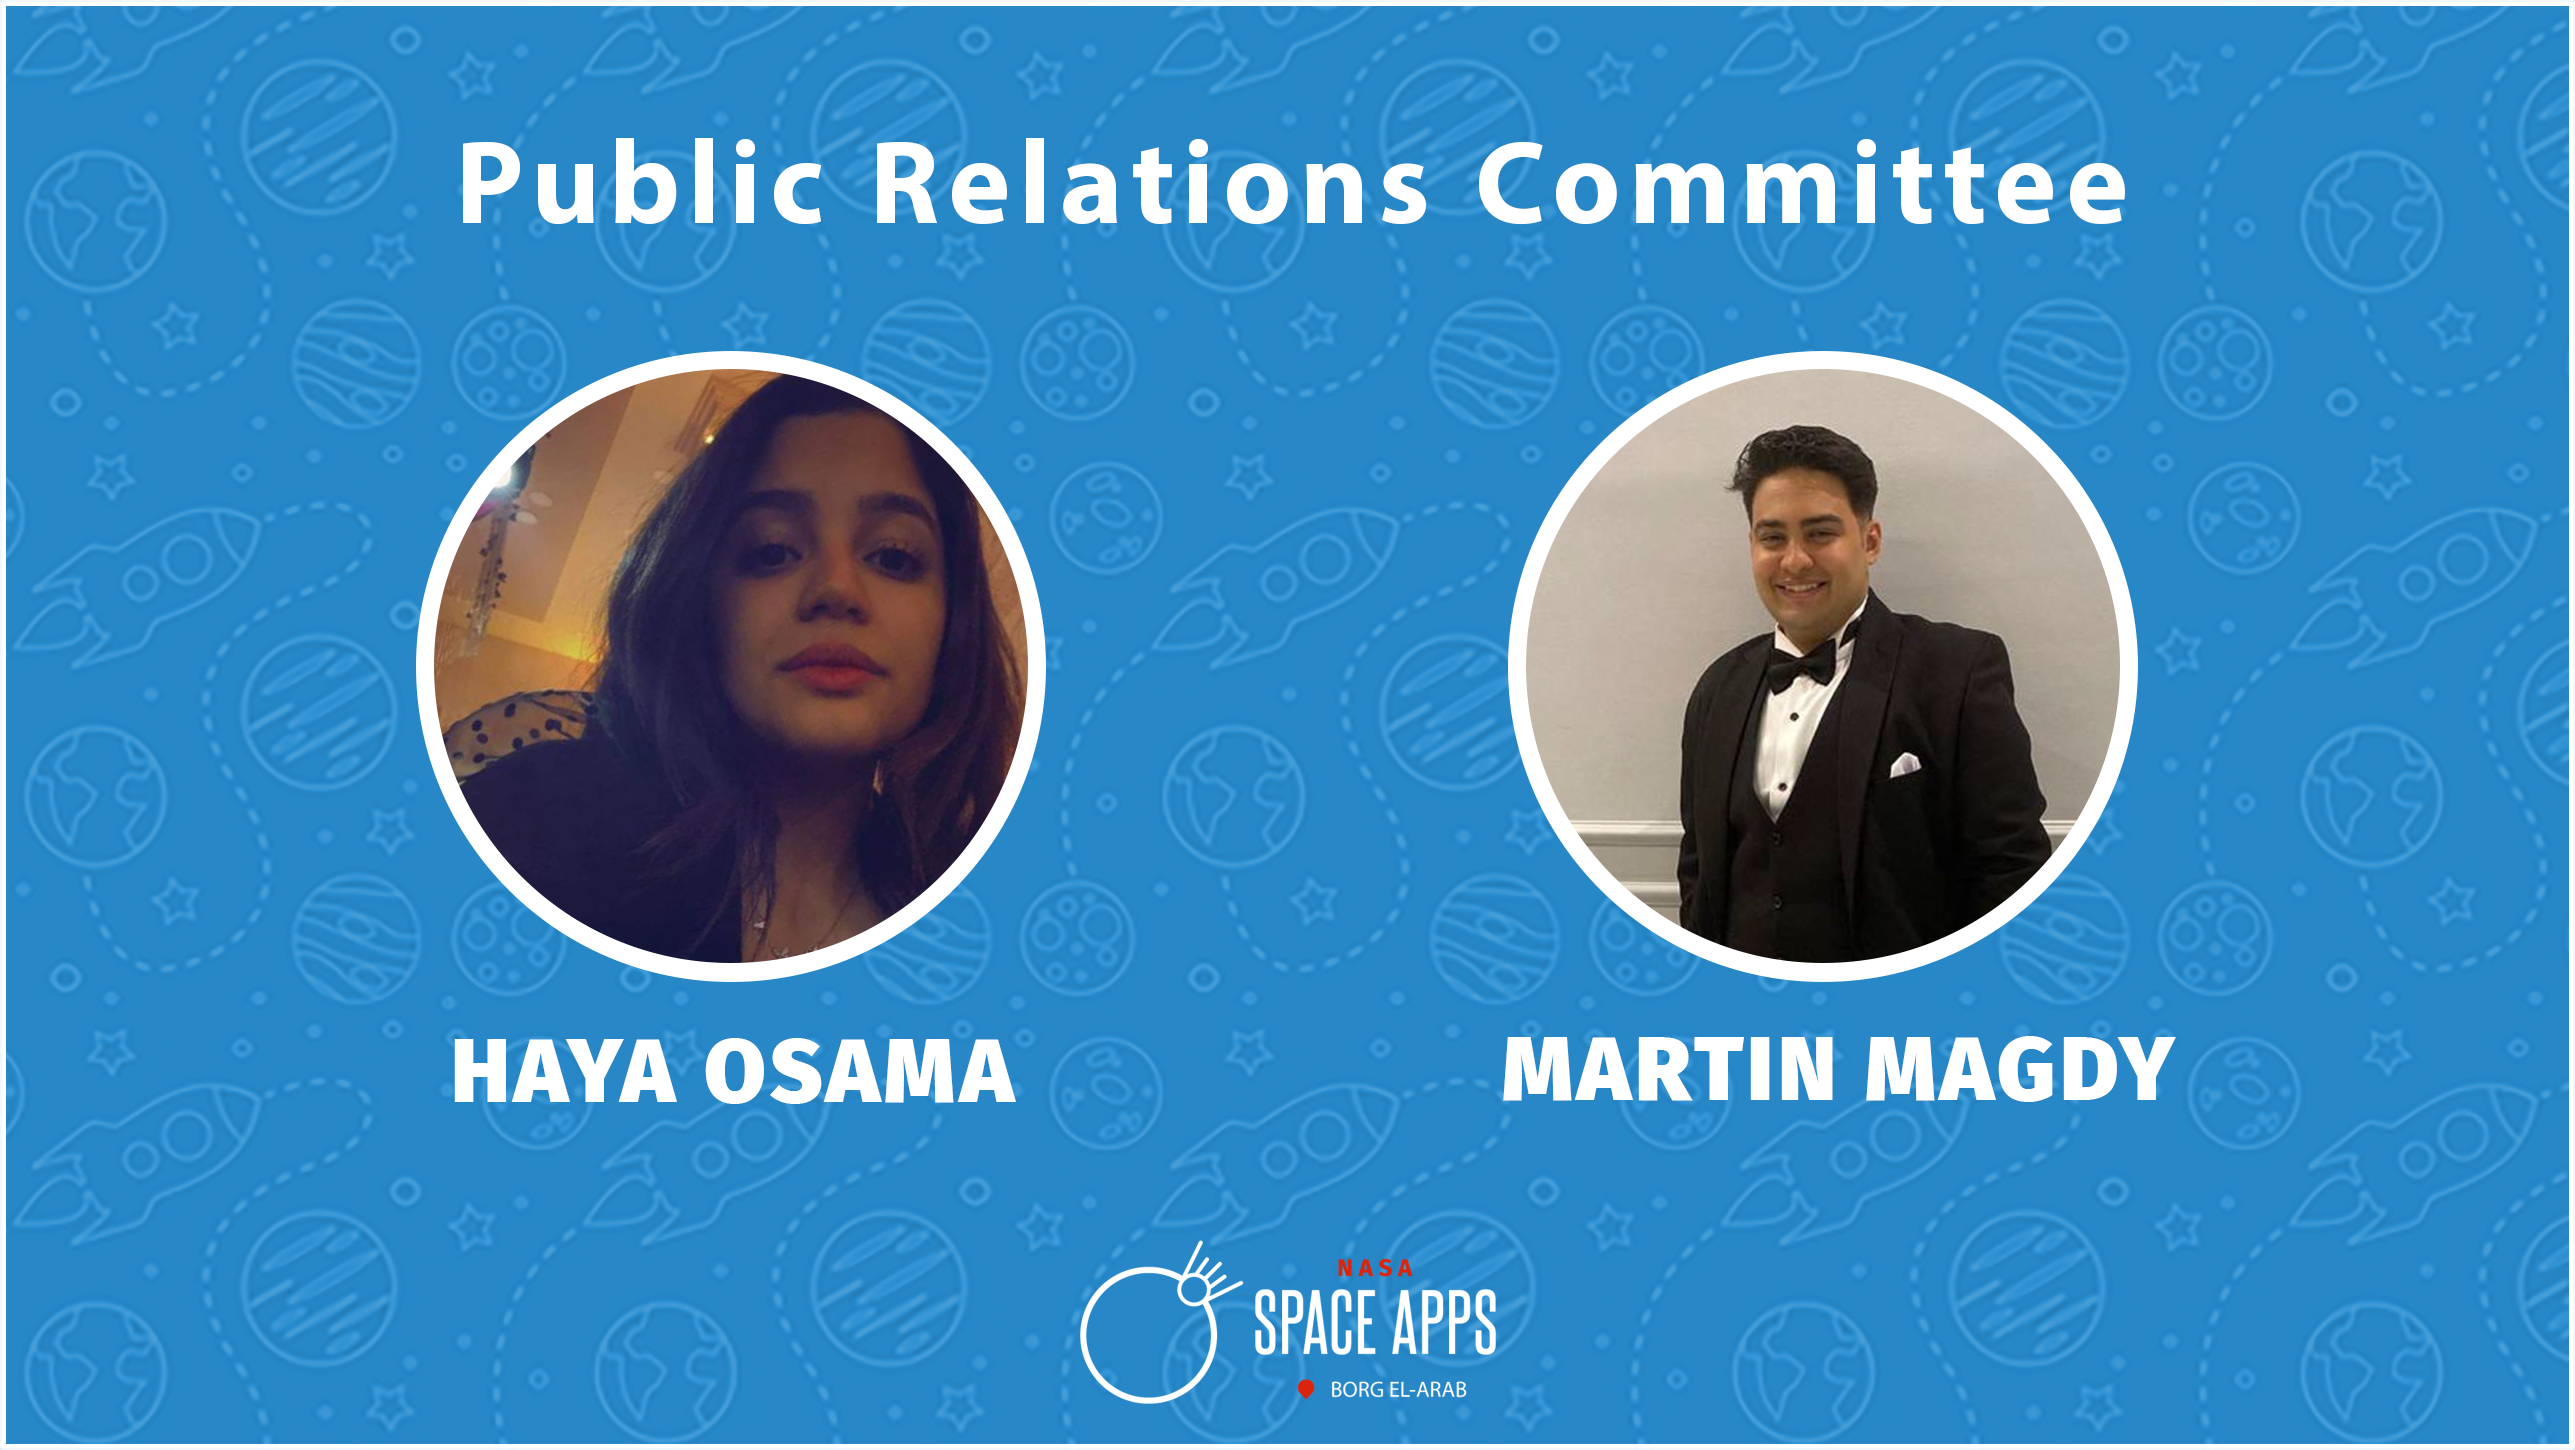 Public Relations Committee
HAYA OSAMA
MARTIN MAGDY
NASA
SPACE APPS
BORG EL-ARAB